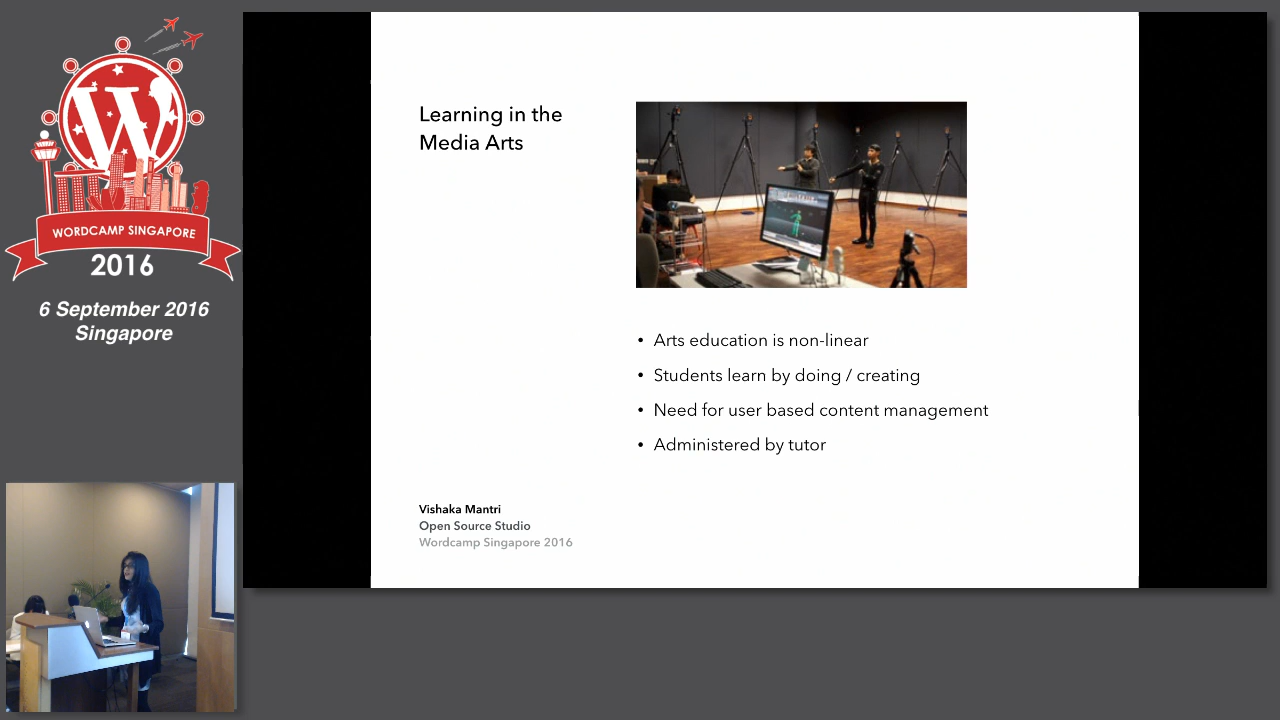 WORDCAMP SINGAPORE
2016
6 September 2016
Singapore
Learning in the
Media Arts
• Arts education is non-linear
• Students learn by doing / creating
• Need for user based content management
• Administered by tutor
Vishaka Mantri
Open Source Studio
Wordcamp Singapore 2016